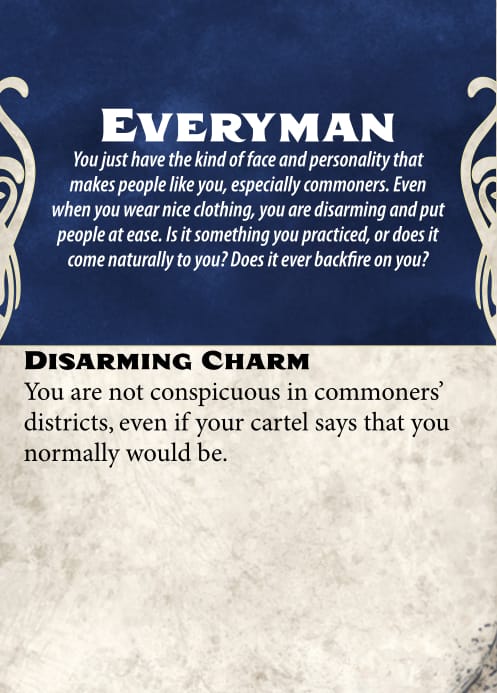 EVERYMAN
You just have the kind of face and personality that
makes people like you, especially commoners. Even
when you wear nice clothing, you are disarming and put
people at ease. Is it something you practiced, or does it
come naturally to you? Does it ever backfire on you?
DISARMING CHARM
You are not conspicuous in commoners’
districts, even if your cartel says that you
normally would be.